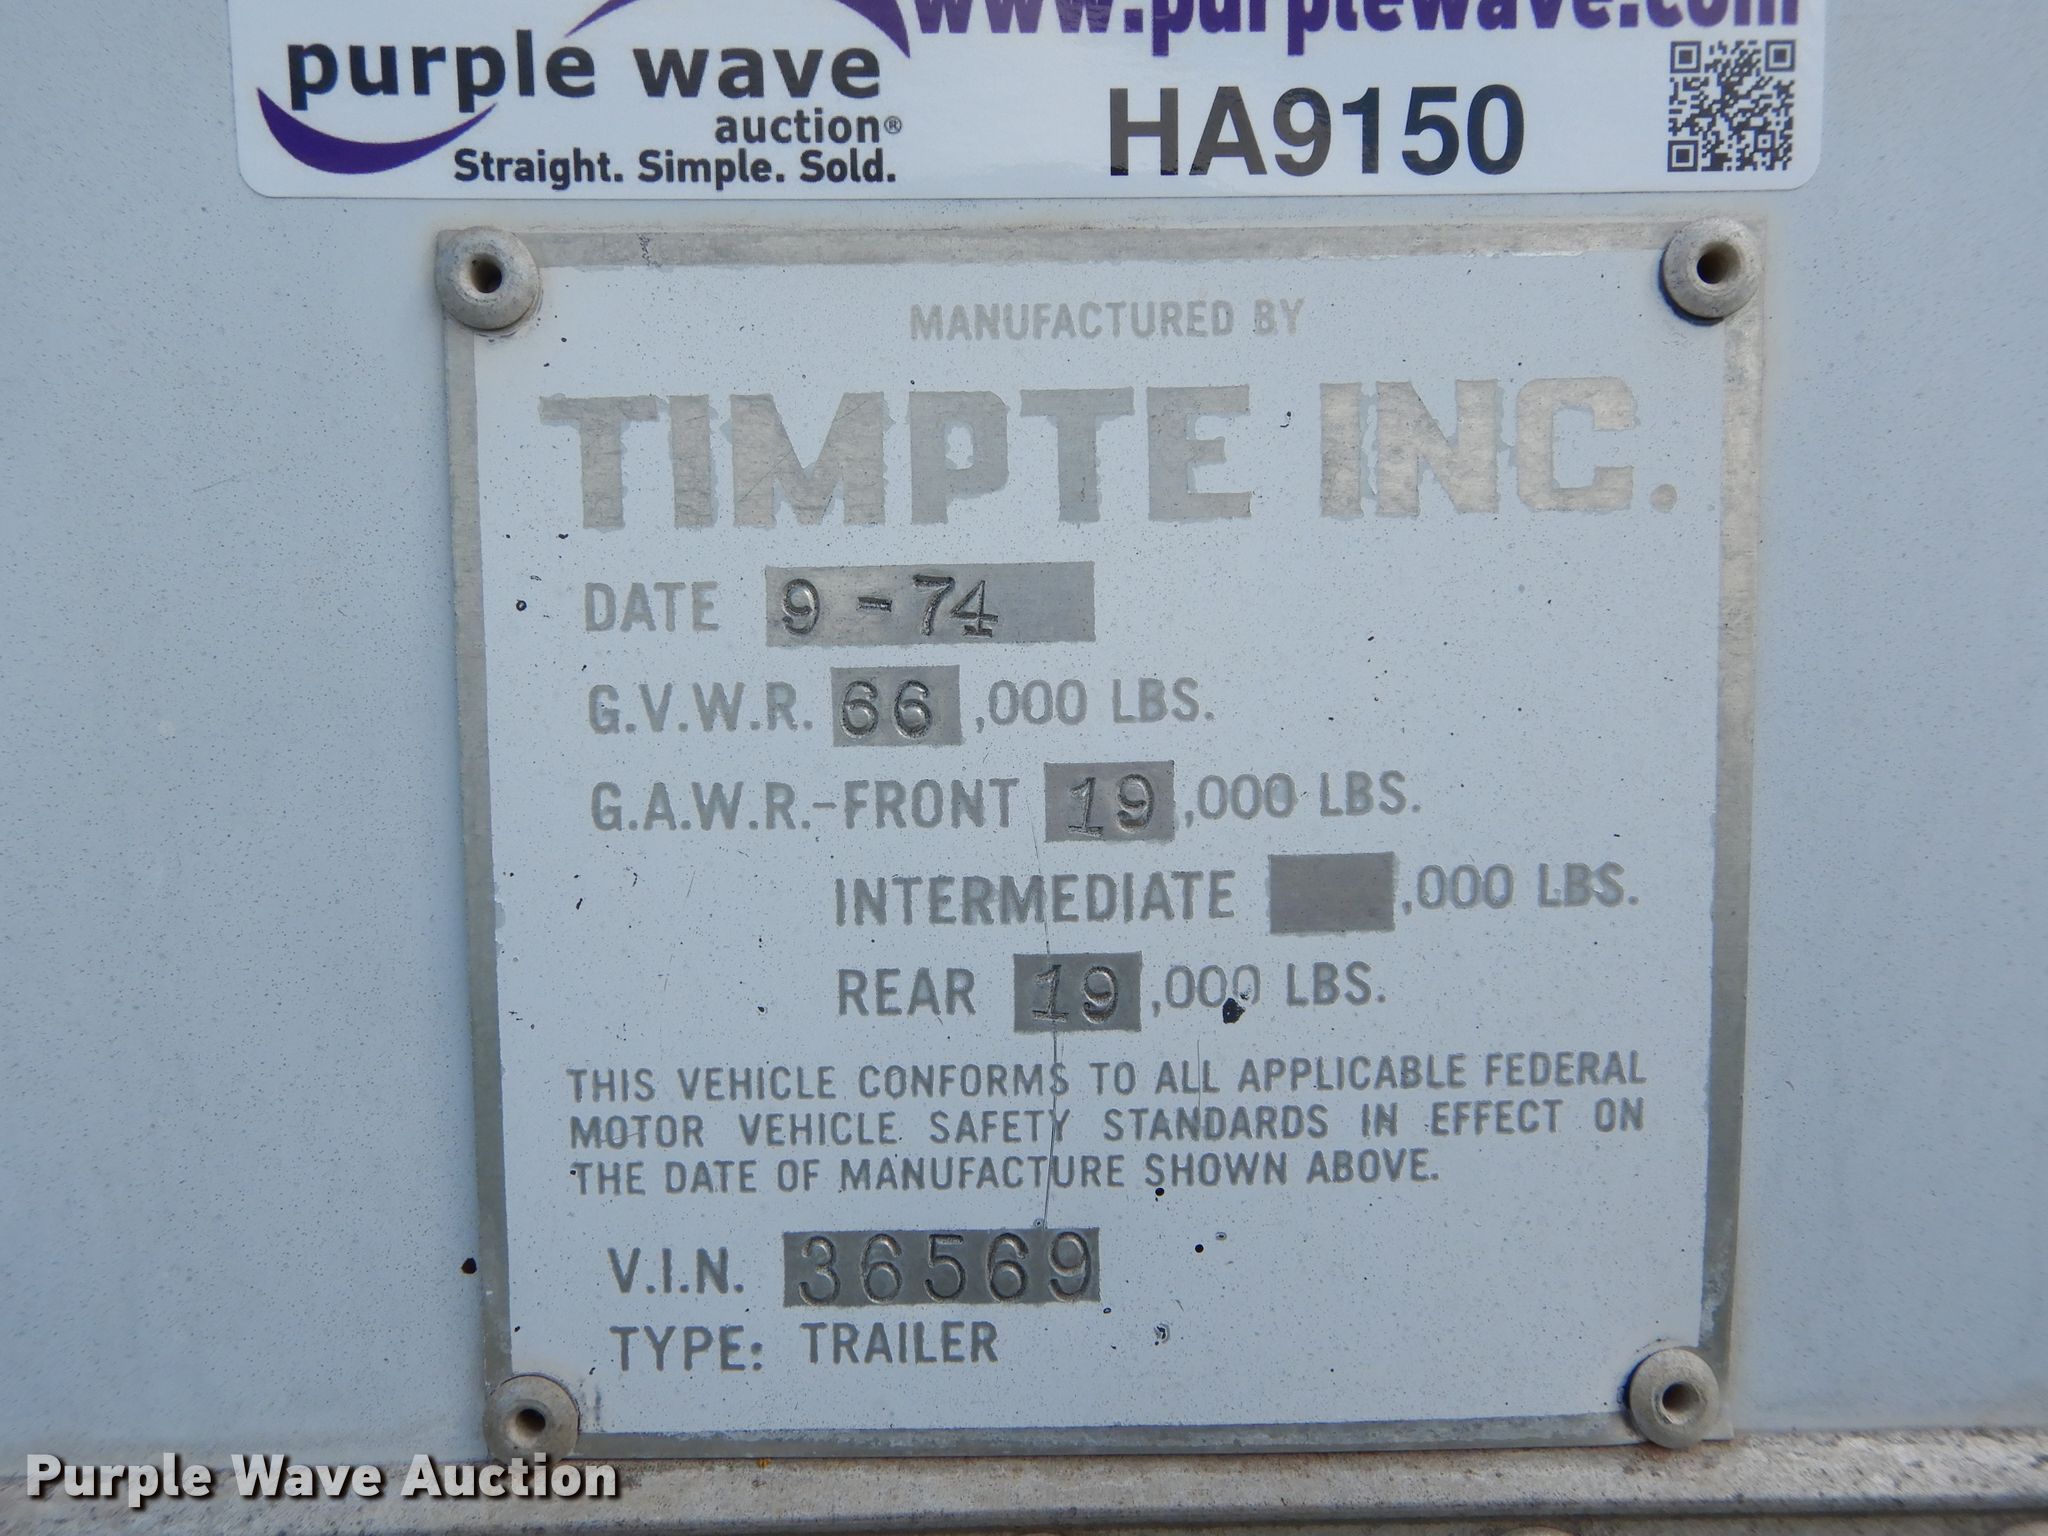 www.purplewave.com
purple wave
auction®
Straight. Simple. Sold.
HA9150
MANUFACTURED BY
TIMPTE INC.
DATE 9-74
G.V.W.R. 66,000 LBS.
G.A.W.R.-FRONT 19,000 LBS.
INTERMEDIATE ,000 LBS.
REAR 19,000 LBS.
THIS VEHICLE CONFORMS TO ALL APPLICABLE FEDERAL
MOTOR VEHICLE SAFETY STANDARDS IN EFFECT ON
THE DATE OF MANUFACTURE SHOWN ABOVE.
V.I.N. 36569
TYPE: TRAILER
Purple Wave Auction